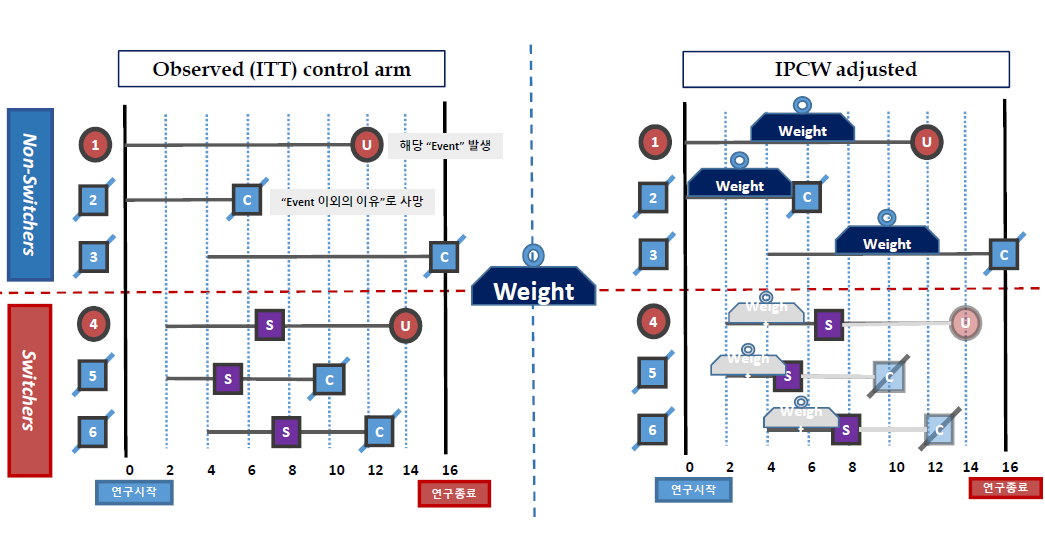 Observed (ITT) control arm
IPCW adjusted
Non-Switchers
1
U
해당 “Event” 발생
2
C
“Event 이외의 이유”로 사망
3
C
Weight
Switchers
4
S
U
5
S
C
6
S
C
0 2 4 6 8 10 12 14 16
연구시작
연구종료
1
Weight
U
2
Weight
C
3
Weight
C
4
Weigh
S
U
5
Weigh
S
C
6
Weigh
S
C
0 2 4 6 8 10 12 14 16
연구시작
연구종료